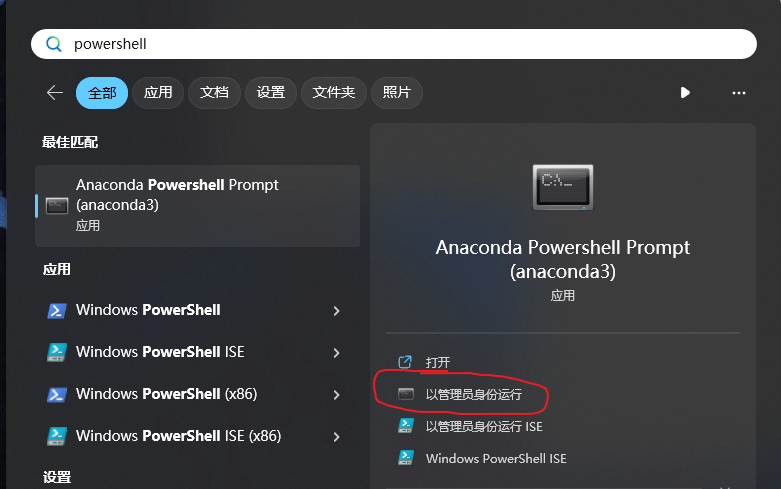 powershell
全部 应用 文档 设置 文件夹 照片
最佳匹配
Anaconda Powershell Prompt
(anaconda3)
应用
应用
Windows PowerShell
Windows PowerShell ISE
Windows PowerShell (x86)
Windows PowerShell ISE (x86)
设置
C:\_
Anaconda Powershell Prompt
(anaconda3)
应用
打开
以管理员身份运行
以管理员身份运行 ISE
Windows PowerShell ISE